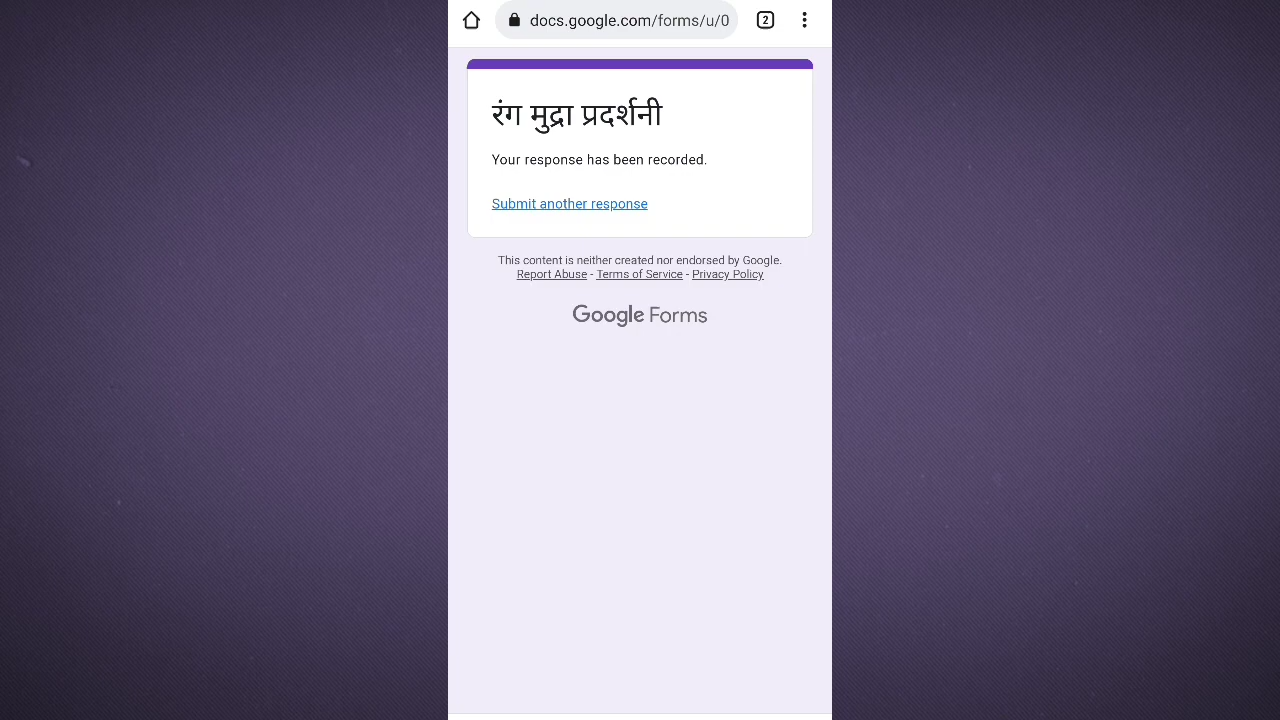 docs.google.com/forms/u/0
2
रंग मुद्रा प्रदर्शनी
Your response has been recorded.
Submit another response
This content is neither created nor endorsed by Google.
Report Abuse - Terms of Service - Privacy Policy
Google Forms